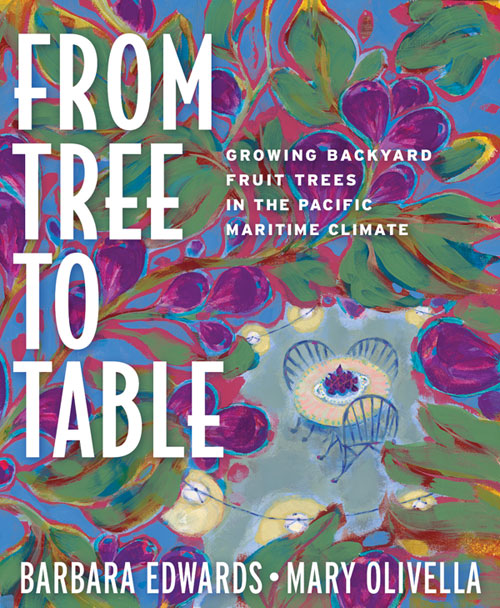 FROM
TREE
TO
TABLE
GROWING BACKYARD
FRUIT TREES
IN THE PACIFIC
MARITIME CLIMATE
BARBARA EDWARDS • MARY OLIVELLA